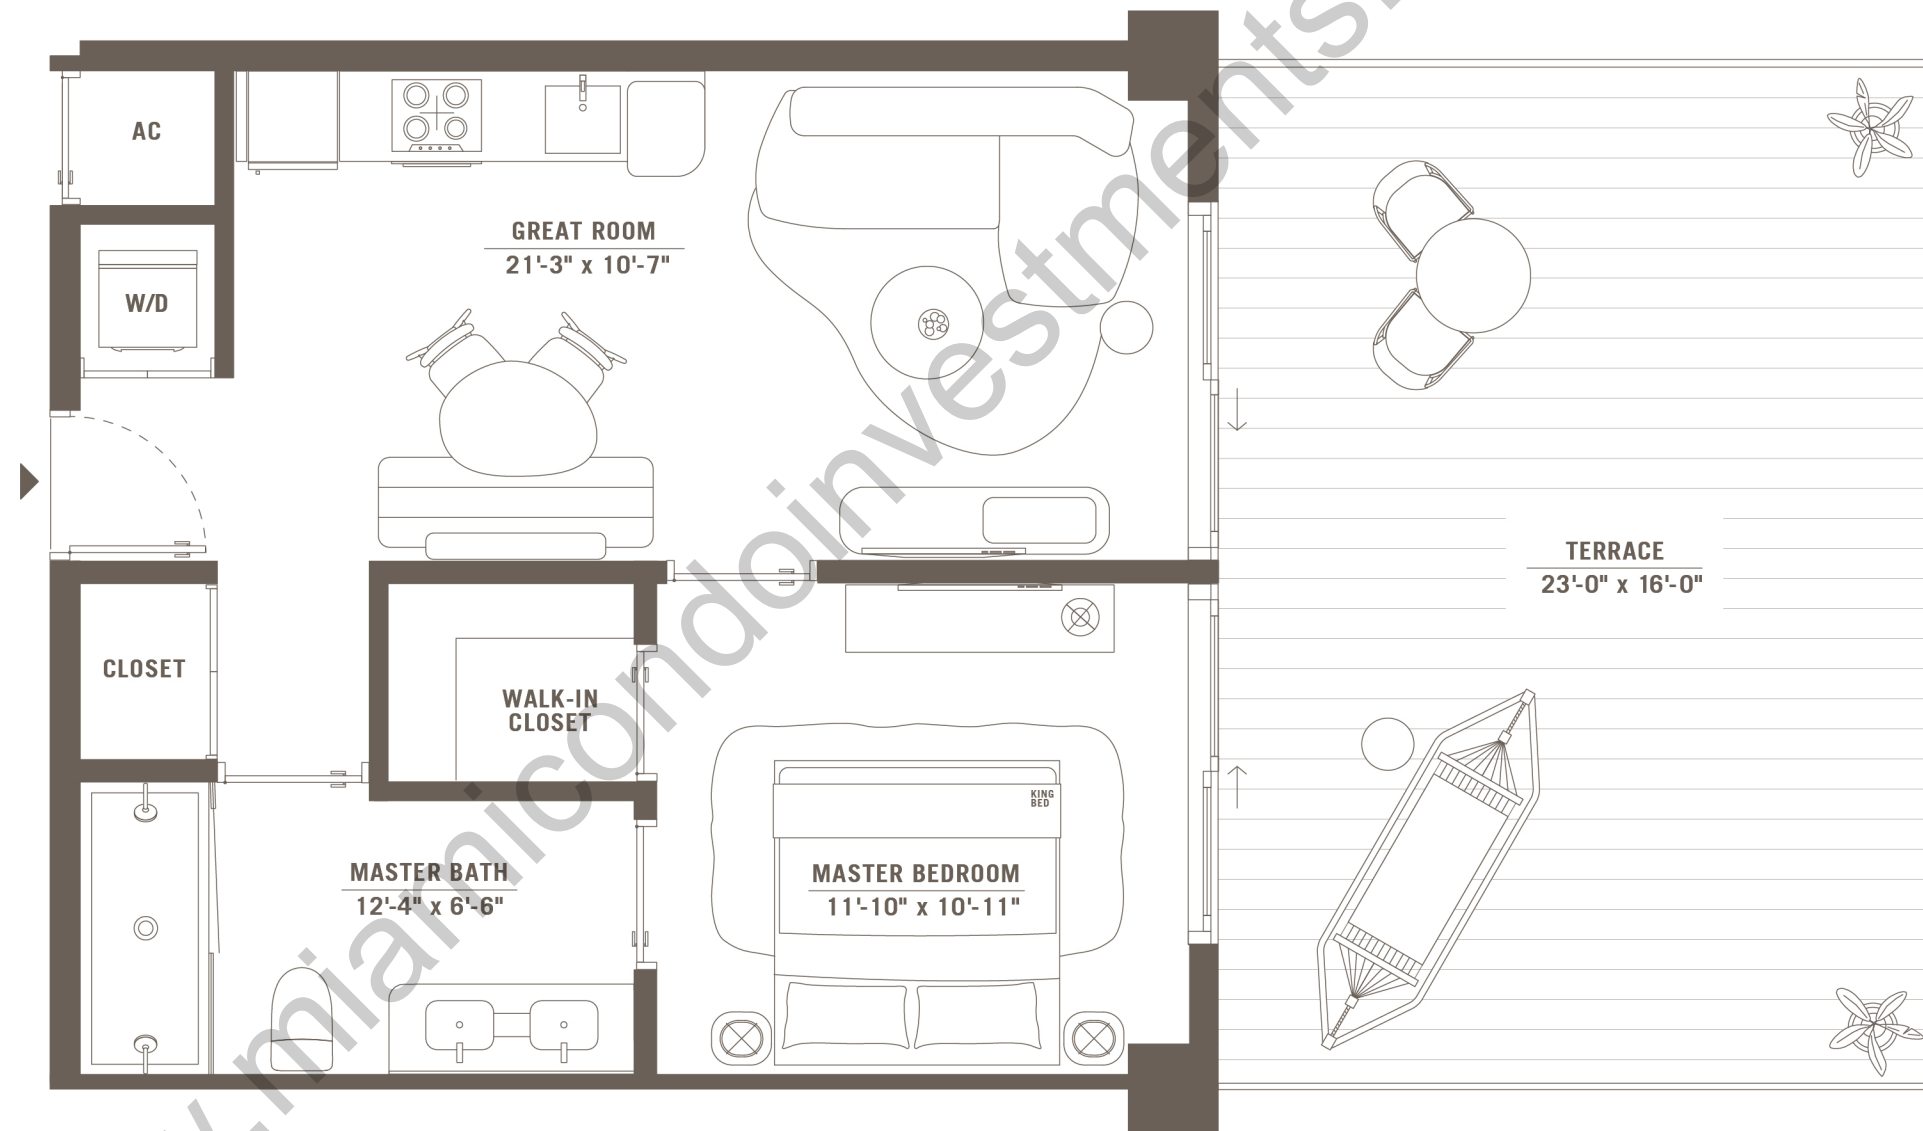 AC
W/D
GREAT ROOM
21'-3" x 10'-7"
TERRACE
23'-0" x 16'-0"
CLOSET
WALK-IN
CLOSET
KING
BED
MASTER BATH
12'-4" x 6'-6"
MASTER BEDROOM
11'-10" x 10'-11"
.miamicondoinvestments